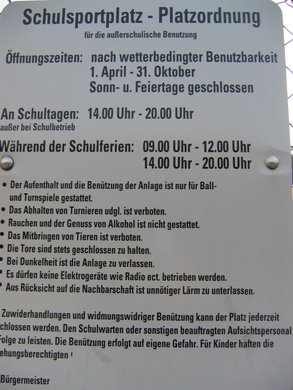 Schulsportplatz - Platzordnung
für die außerschulische Benutzung
Öffnungszeiten: nach wetterbedingter Benutzbarkeit
1. April - 31. Oktober
Sonn- u. Feiertage geschlossen
An Schultagen: 14.00 Uhr - 20.00 Uhr
außer bei Schulbetrieb
Während der Schulferien: 09.00 Uhr - 12.00 Uhr
14.00 Uhr - 20.00 Uhr
• Der Aufenthalt und die Benützung der Anlage ist nur für Ball-
und Turnspiele gestattet.
• Das Abhalten von Turnieren udgl. ist verboten.
• Rauchen und der Genuss von Alkohol ist nicht gestattet.
• Das Mitbringen von Tieren ist verboten.
• Die Tore sind stets geschlossen zu halten.
• Bei Dunkelheit ist die Anlage zu verlassen.
• Es dürfen keine Elektrogeräte wie Radio ect. betrieben werden.
• Aus Rücksicht auf die Nachbarschaft ist unnötiger Lärm zu unterlassen.
Zuwiderhandlungen und widmungswidriger Benützung kann der Platz jederzeit
chlossen werden. Den Schulwarten oder sonstigen beauftragten Aufsichtspersonal
Folge zu leisten. Die Benützung erfolgt auf eigene Gefahr. Für Kinder haften die
ehungsberechtigten !
Bürgermeister